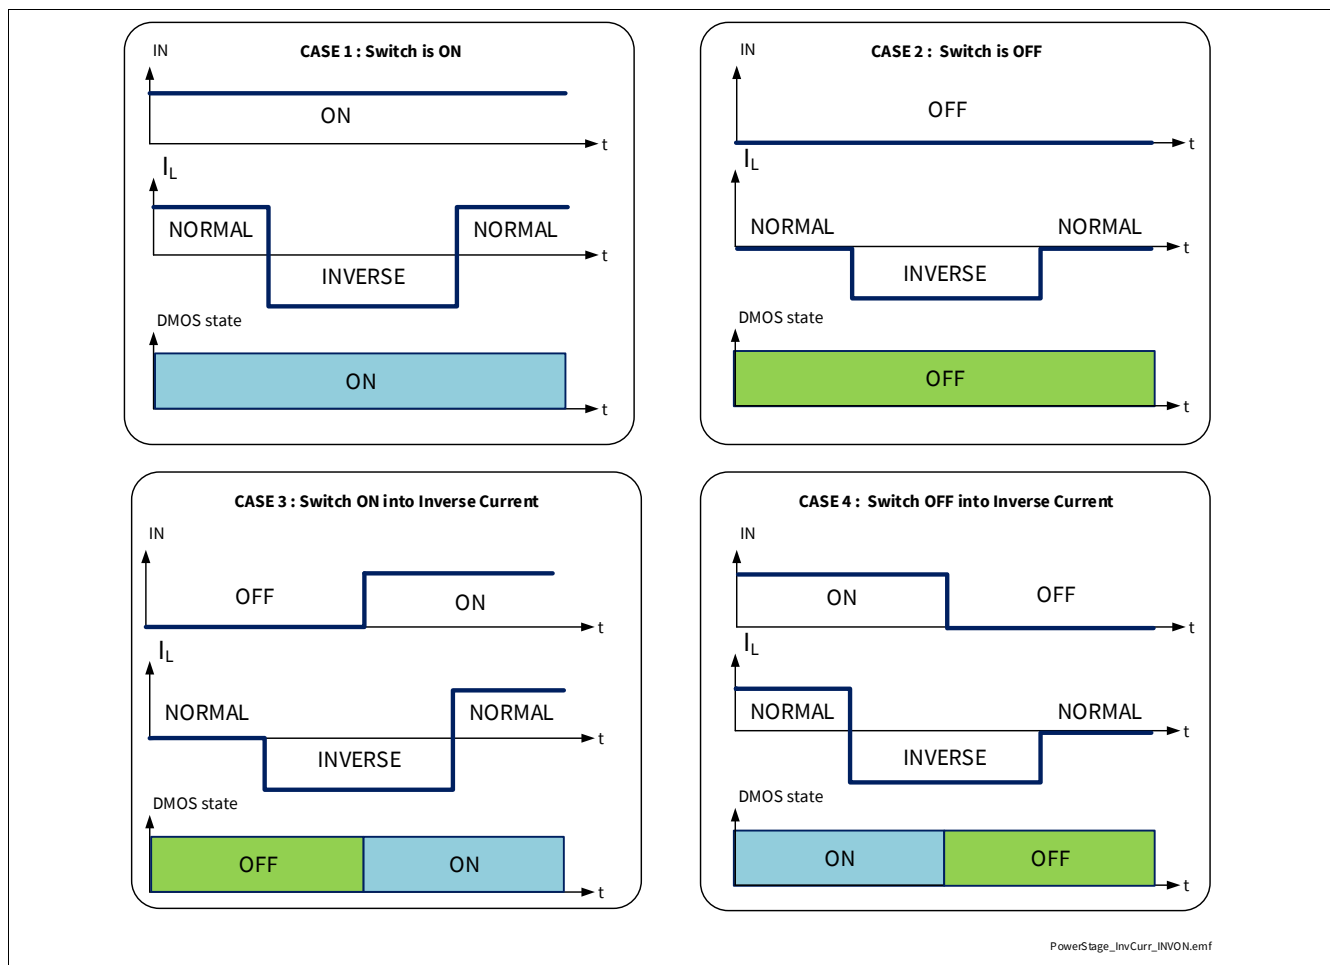 CASE 1 : Switch is ON
IN
ON
t
IL
NORMAL
NORMAL
INVERSE
t
DMOS state
ON
t
CASE 2 :  Switch is OFF
IN
OFF
t
IL
NORMAL
NORMAL
INVERSE
t
DMOS state
OFF
t
CASE 3 : Switch ON into Inverse Current
IN
OFF
ON
t
IL
NORMAL
NORMAL
INVERSE
t
DMOS state
OFF
ON
t
CASE 4 :  Switch OFF into Inverse Current
IN
ON
OFF
t
IL
NORMAL
NORMAL
INVERSE
t
DMOS state
ON
OFF
t
PowerStage_InvCurr_INVON.emf